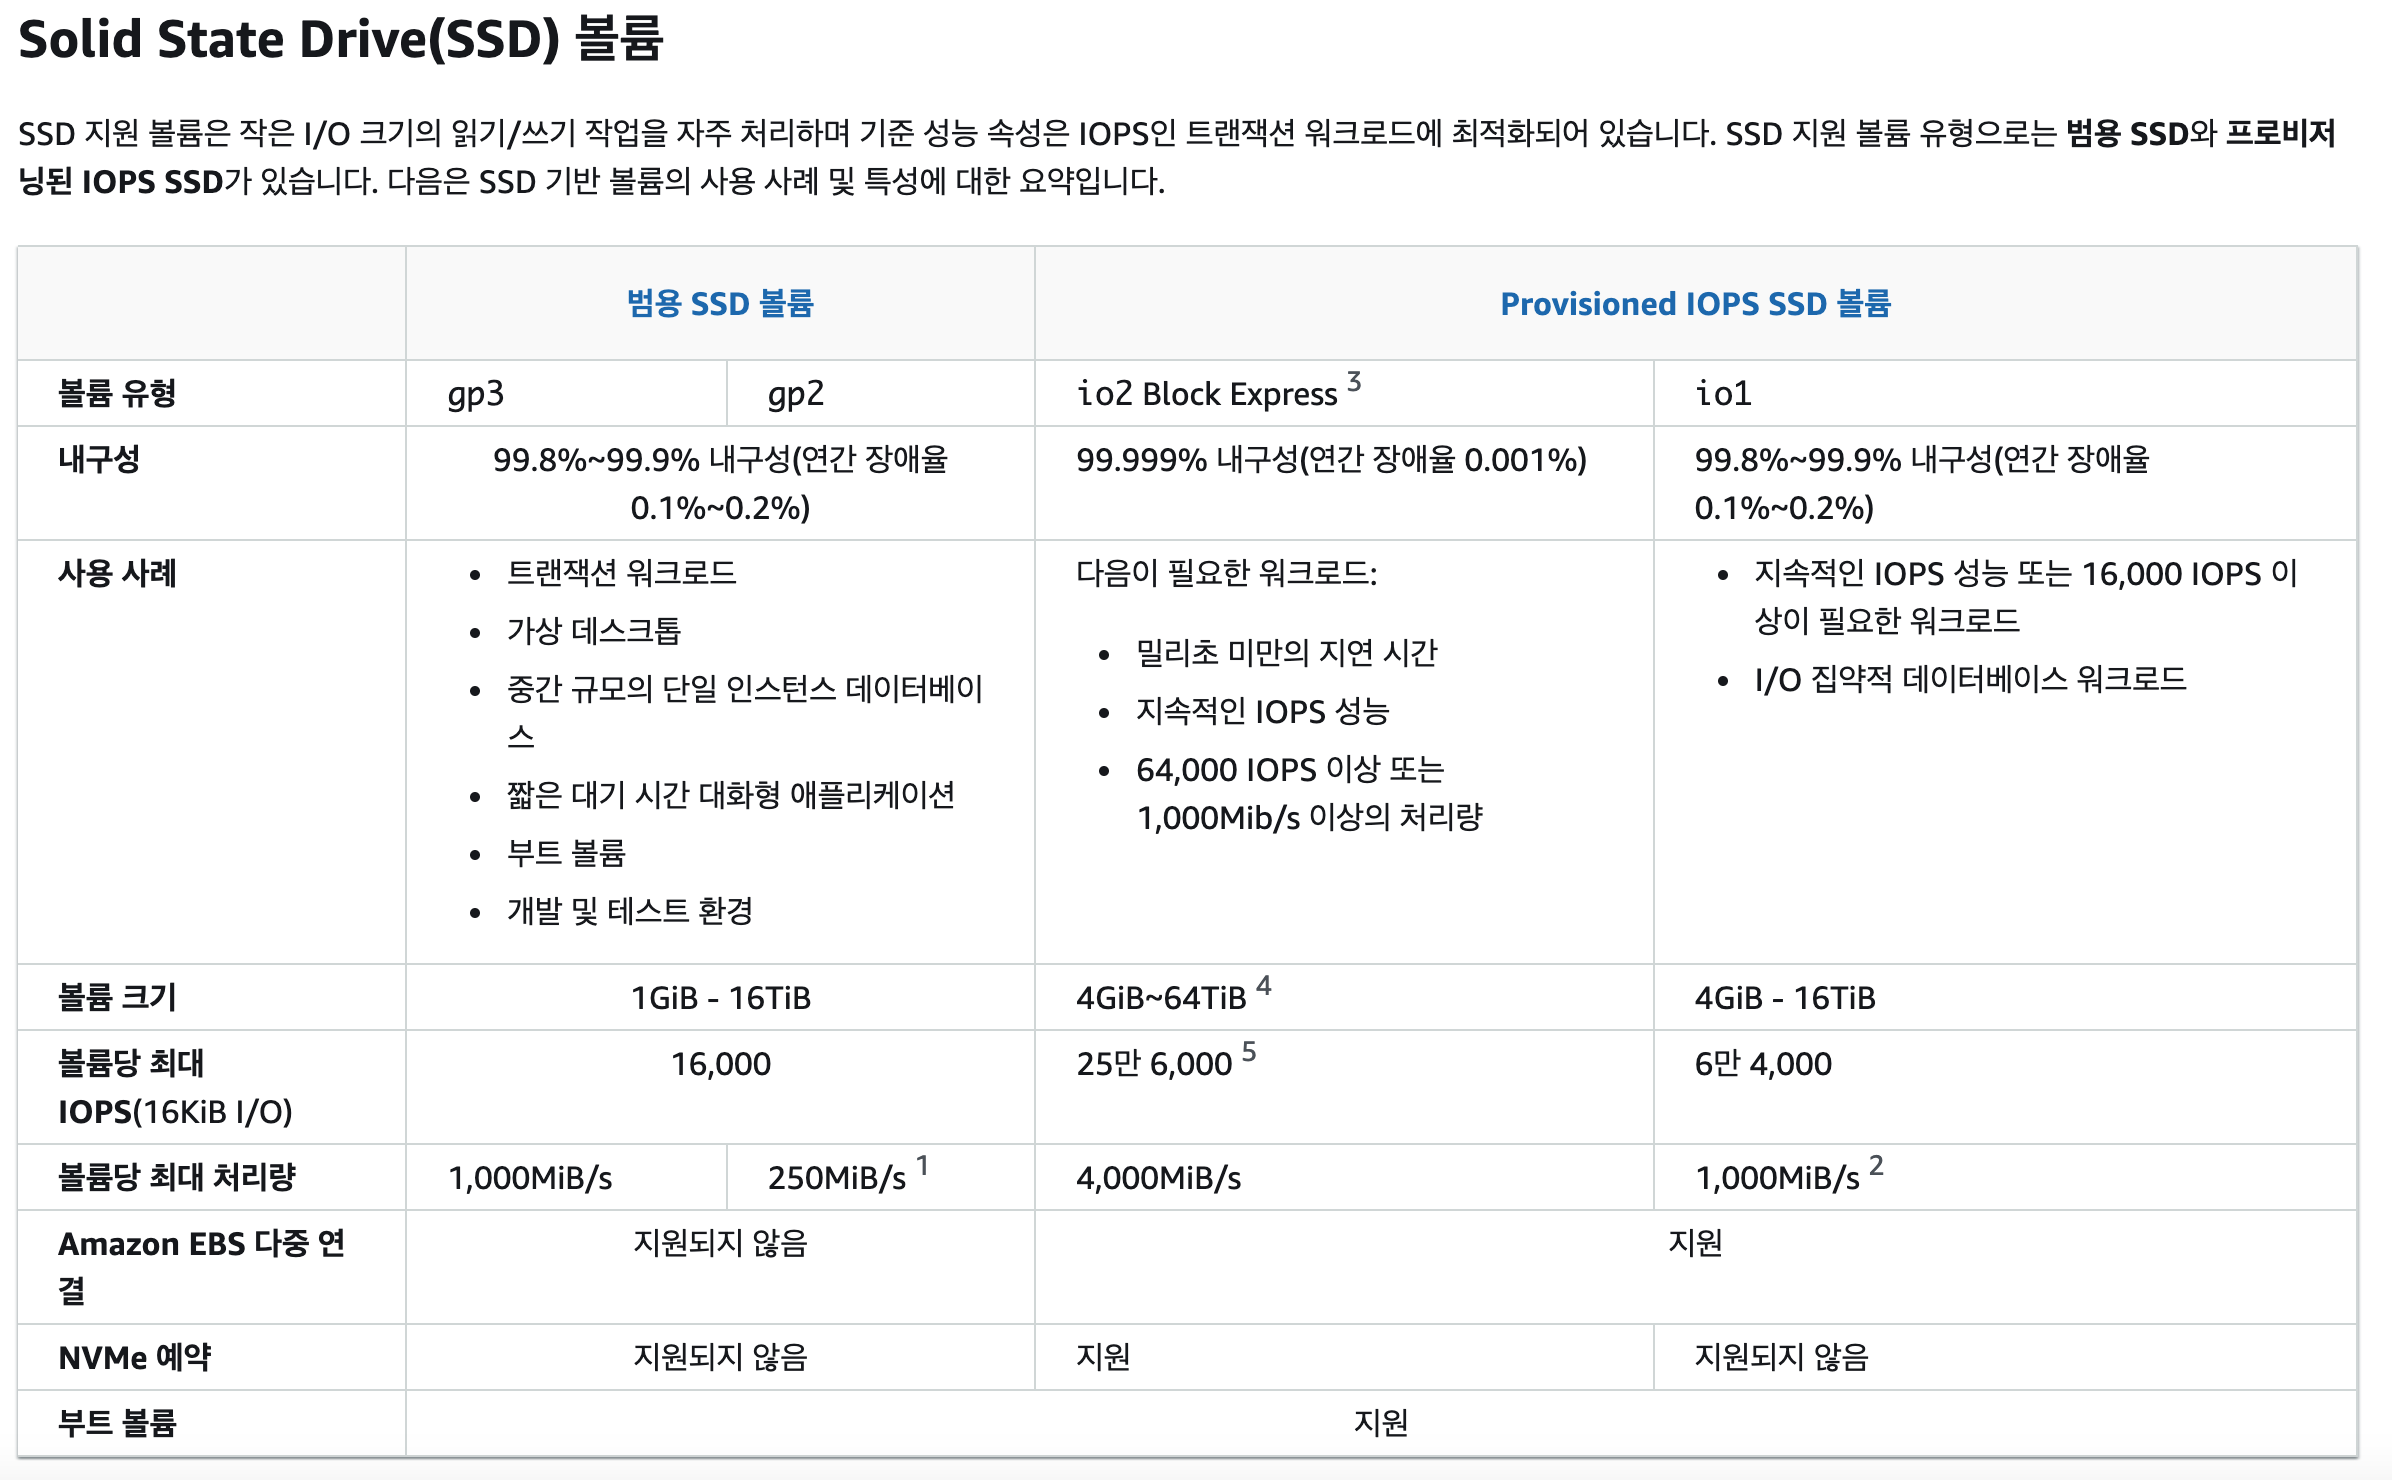 Solid State Drive(SSD) 볼륨
SSD 지원 볼륨은 작은 I/O 크기의 읽기/쓰기 작업을 자주 처리하며 기준 성능 속성은 IOPS인 트랜잭션 워크로드에 최적화되어 있습니다. SSD 지원 볼륨 유형으로는 범용 SSD와 프로비저
닝된 IOPS SSD가 있습니다. 다음은 SSD 기반 볼륨의 사용 사례 및 특성에 대한 요약입니다.
범용 SSD 볼륨
Provisioned IOPS SSD 볼륨
볼륨 유형
gp3
gp2
io2 Block Express 3
io1
내구성
99.8%~99.9% 내구성(연간 장애율
0.1%~0.2%)
99.999% 내구성(연간 장애율 0.001%)
99.8%~99.9% 내구성(연간 장애율
0.1%~0.2%)
사용 사례
• 트랜잭션 워크로드
• 가상 데스크톱
• 중간 규모의 단일 인스턴스 데이터베이
스
• 짧은 대기 시간 대화형 애플리케이션
• 부트 볼륨
• 개발 및 테스트 환경
다음이 필요한 워크로드:
• 밀리초 미만의 지연 시간
• 지속적인 IOPS 성능
• 64,000 IOPS 이상 또는
1,000Mib/s 이상의 처리량
• 지속적인 IOPS 성능 또는 16,000 IOPS 이
상이 필요한 워크로드
• I/O 집약적 데이터베이스 워크로드
볼륨 크기
1GiB - 16TiB
4GiB~64TiB 4
4GiB - 16TiB
볼륨당 최대
IOPS(16KiB I/O)
16,000
25만 6,000 5
6만 4,000
볼륨당 최대 처리량
1,000MiB/s
250MiB/s 1
4,000MiB/s
1,000MiB/s 2
Amazon EBS 다중 연
결
지원되지 않음
지원
NVMe 예약
지원되지 않음
지원
지원되지 않음
부트 볼륨
지원